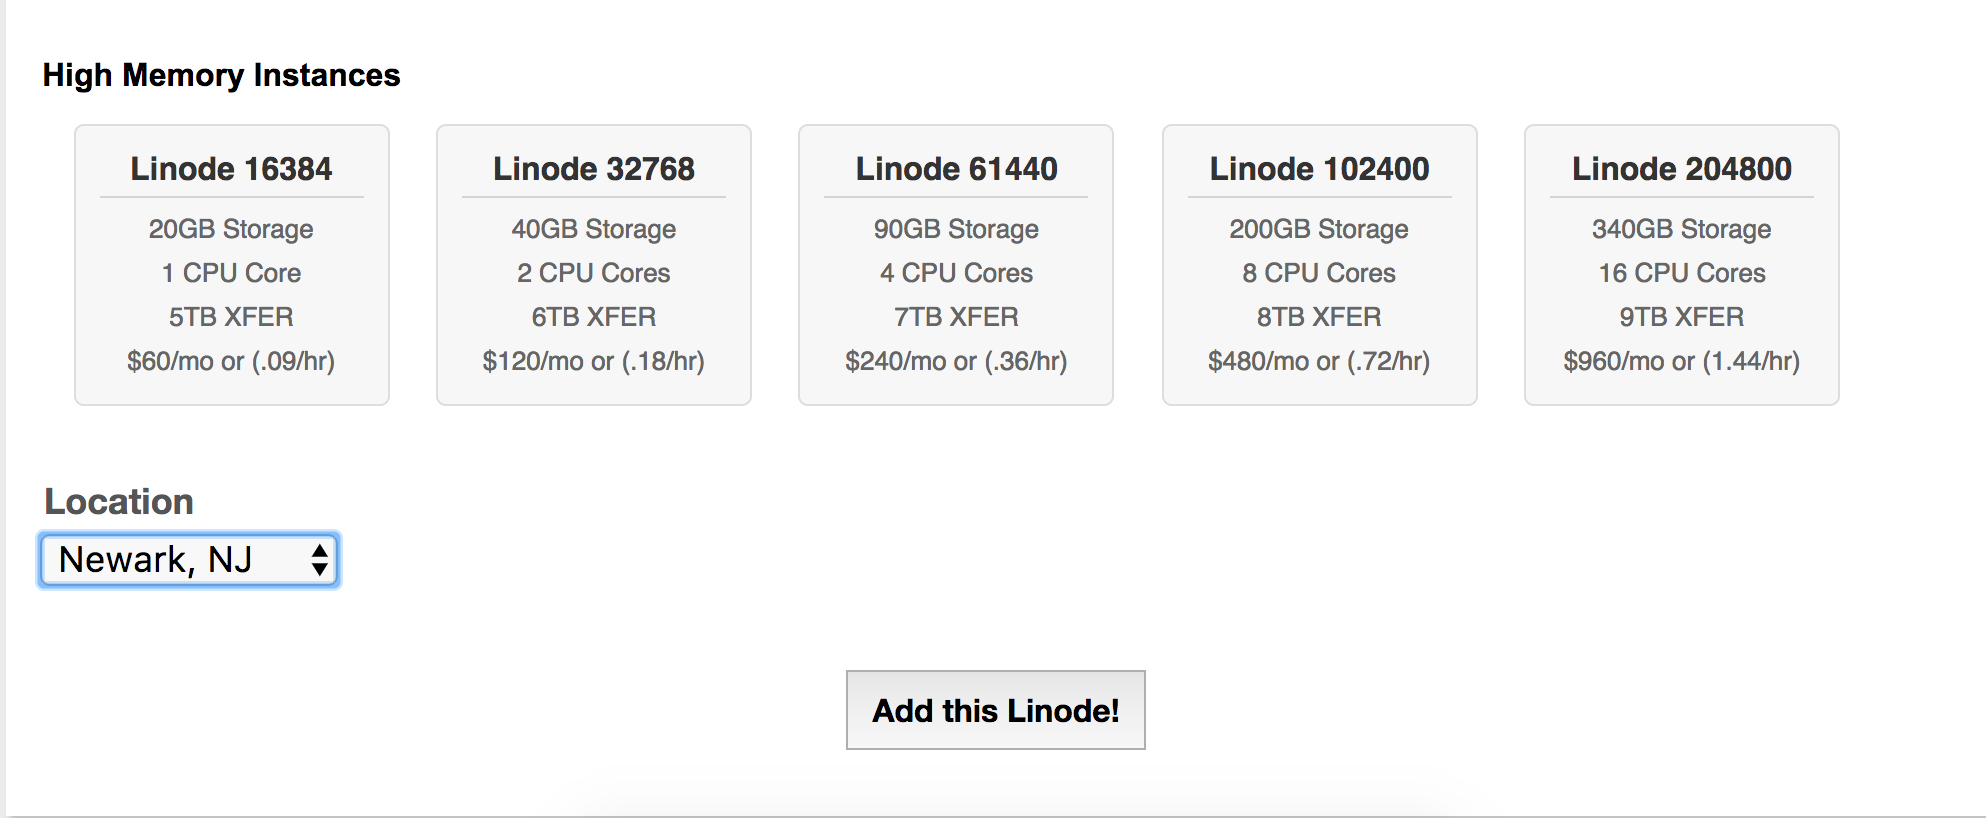 High Memory Instances
Linode 16384
20GB Storage
1 CPU Core
5TB XFER
$60/mo or (.09/hr)
Linode 32768
40GB Storage
2 CPU Cores
6TB XFER
$120/mo or (.18/hr)
Linode 61440
90GB Storage
4 CPU Cores
7TB XFER
$240/mo or (.36/hr)
Linode 102400
200GB Storage
8 CPU Cores
8TB XFER
$480/mo or (.72/hr)
Linode 204800
340GB Storage
16 CPU Cores
9TB XFER
$960/mo or (1.44/hr)
Location
Newark, NJ
Add this Linode!